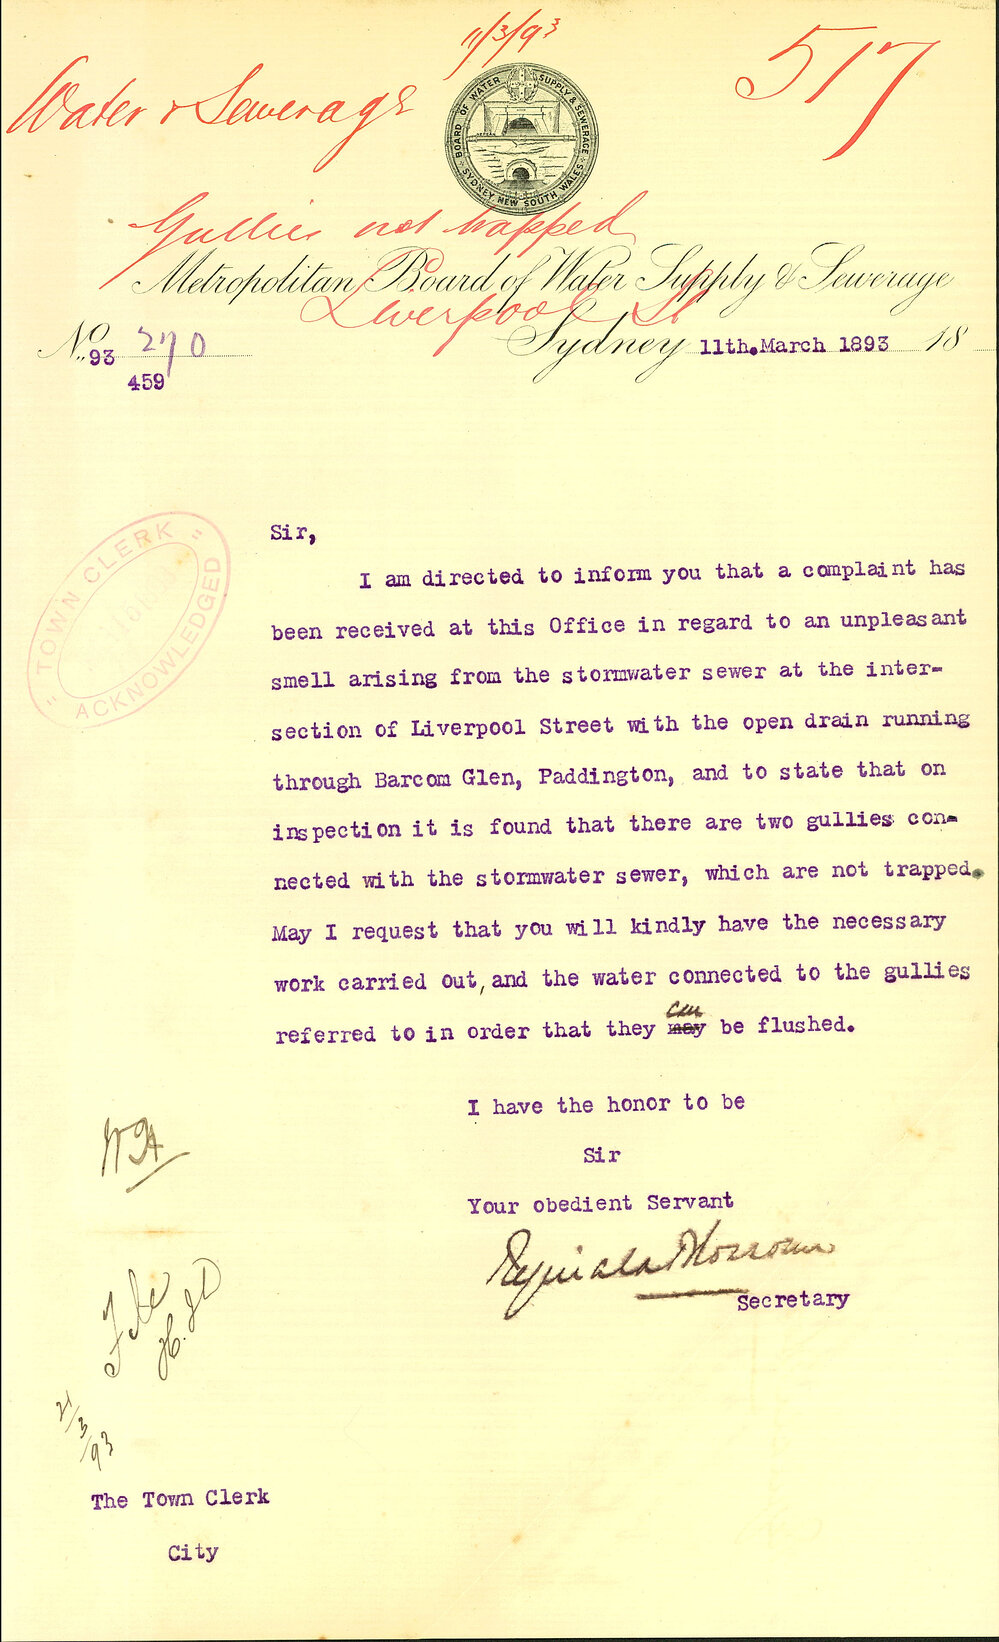 11/3/93
517
Water & Sewerage
BOARD OF WATER SUPPLY & SEWERAGE
SYDNEY, NEW SOUTH WALES
Gullies not trapped
Metropolitan Board of Water Supply & Sewerage
Liverpool St
No. 93 270
459
Sydney 11th.March 1893 18
"TOWN CLERK"
ACKNOWLEDGED
Sir,
I am directed to inform you that a complaint has
been received at this Office in regard to an unpleasant
smell arising from the stormwater sewer at the inter-
section of Liverpool Street with the open drain running
through Barcom Glen, Paddington, and to state that on
inspection it is found that there are two gullies con-
nected with the stormwater sewer, which are not trapped.
May I request that you will kindly have the necessary
work carried out, and the water connected to the gullies
can
referred to in order that they may be flushed.
I have the honor to be
Sir
Your obedient Servant
Secretary
File
21/3/93
The Town Clerk
City